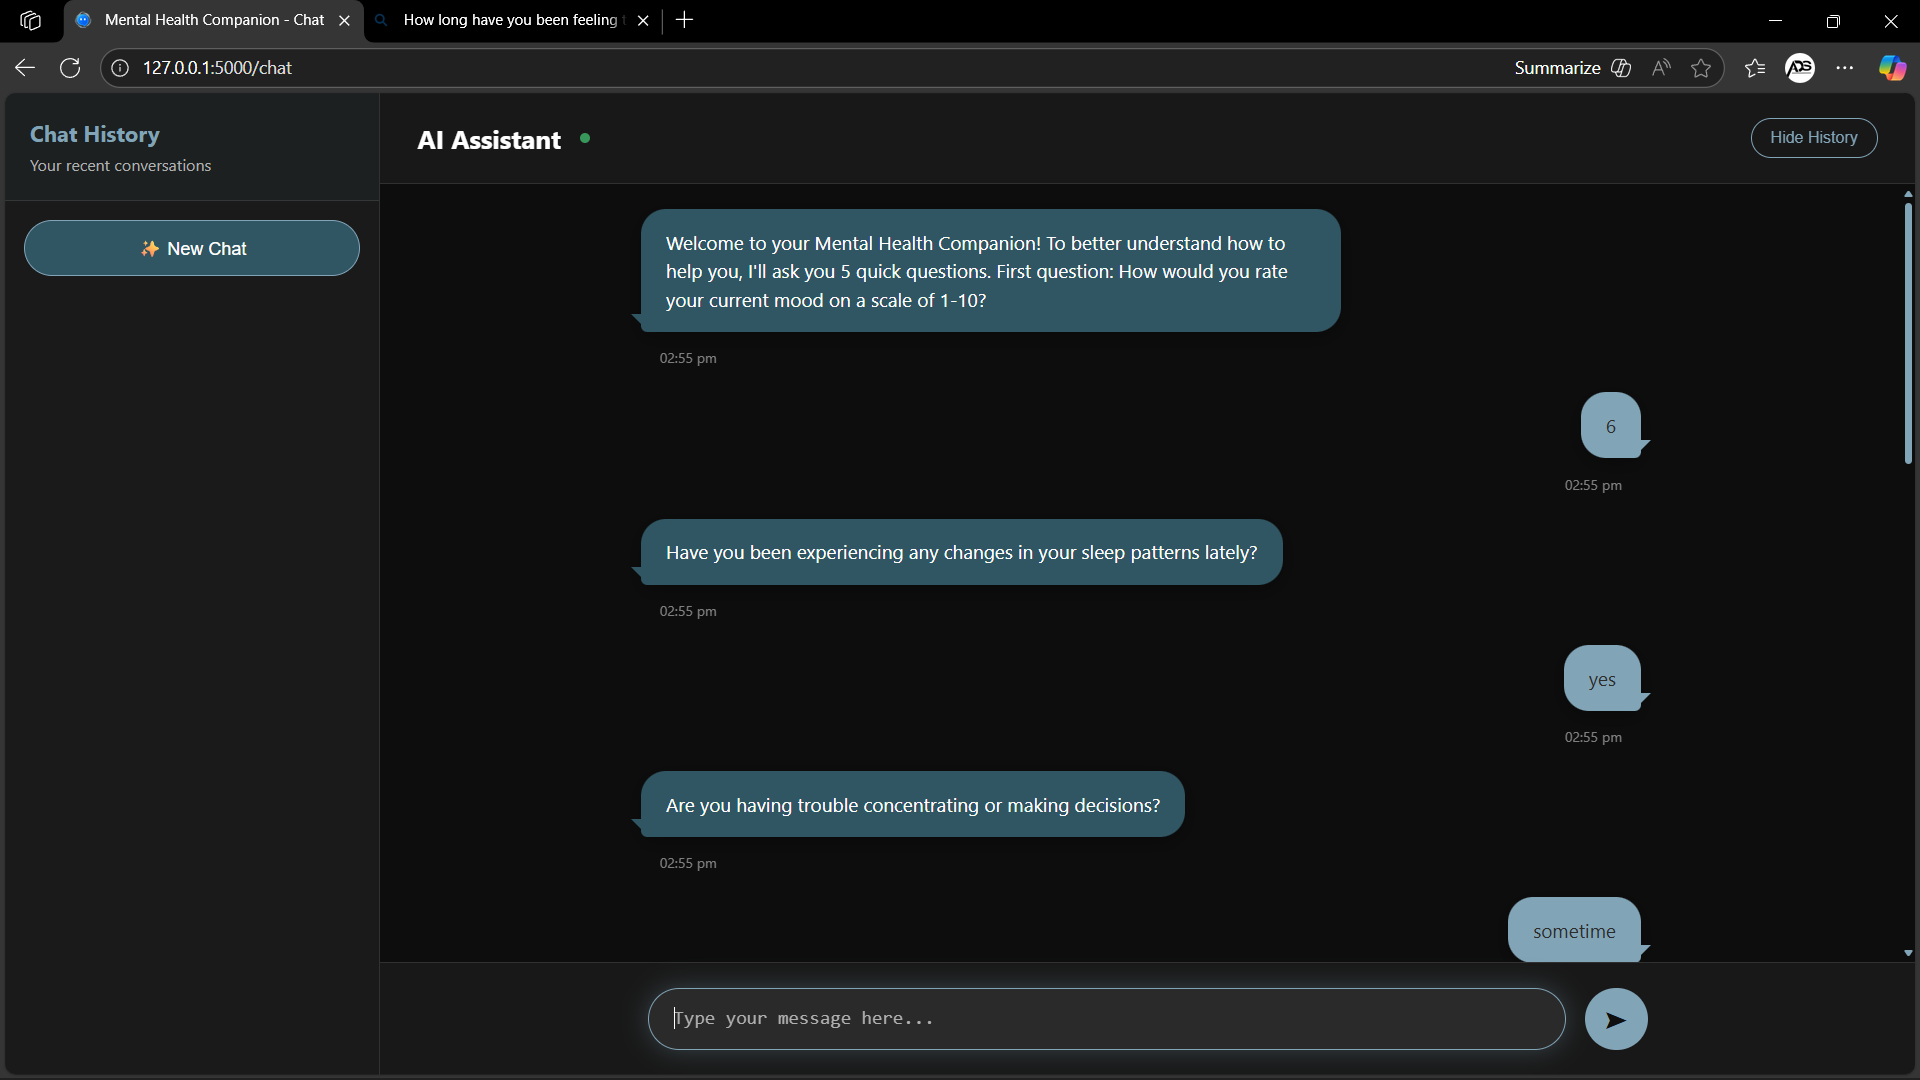 Mental Health Companion - Chat
How long have you been feeling
127.0.0.1:5000/chat
Summarize
ADS
Chat History
Your recent conversations
✨ New Chat
AI Assistant
Hide History
Welcome to your Mental Health Companion! To better understand how to
help you, I'll ask you 5 quick questions. First question: How would you rate
your current mood on a scale of 1-10?
02:55 pm
6
02:55 pm
Have you been experiencing any changes in your sleep patterns lately?
02:55 pm
yes
02:55 pm
Are you having trouble concentrating or making decisions?
02:55 pm
sometime
Type your message here...